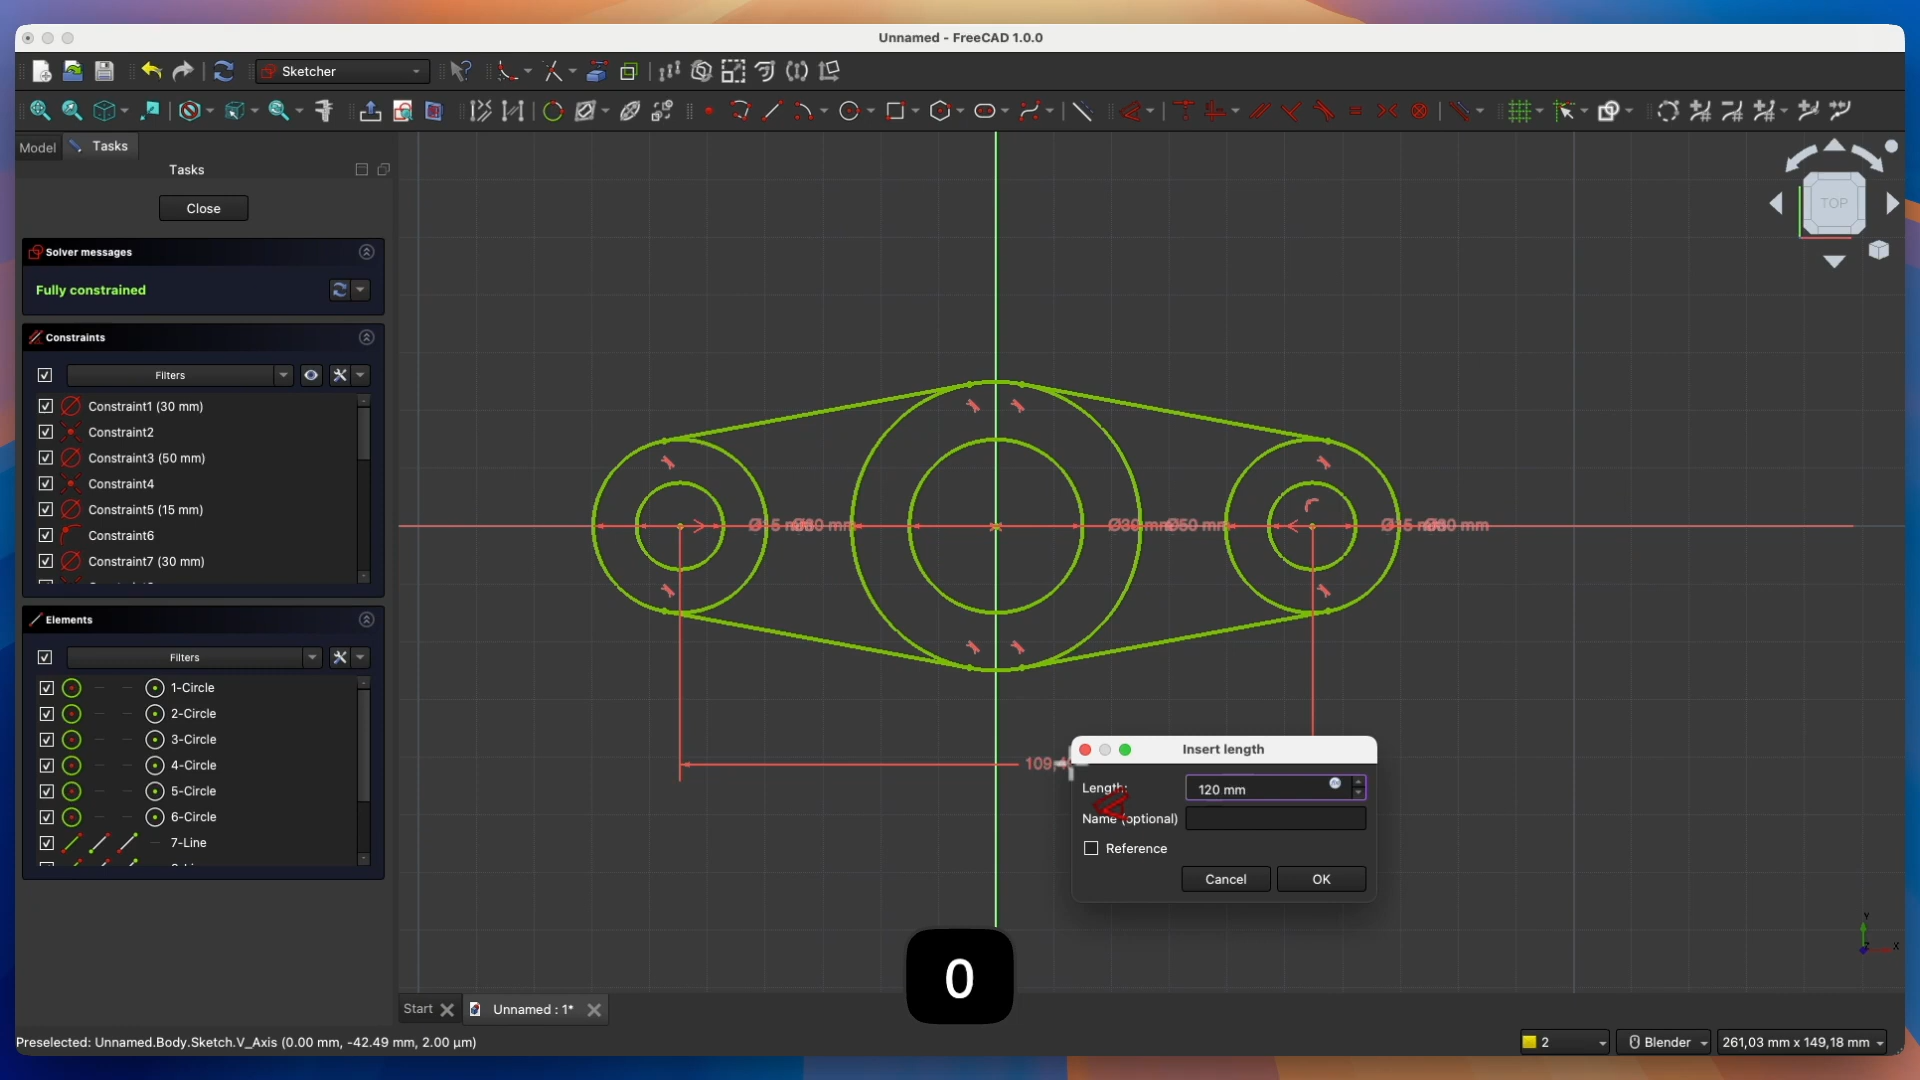 Unnamed - FreeCAD 1.0.0
Sketcher
Model
Tasks
Tasks
Close
Solver messages
Fully constrained
Constraints
Filters
Constraint1 (30 mm)
Constraint2
Constraint3 (50 mm)
Constraint4
Constraint5 (15 mm)
Constraint6
Constraint7 (30 mm)
Elements
Filters
1-Circle
2-Circle
3-Circle
4-Circle
5-Circle
6-Circle
7-Line
TOP
Insert length
Length:
120 mm
Name (optional)
Reference
Cancel
OK
0
Y
X
Start
Unnamed : 1*
Preselected: Unnamed.Body.Sketch.V_Axis (0.00 mm, -42.49 mm, 2.00 µm)
2
Blender
261,03 mm x 149,18 mm